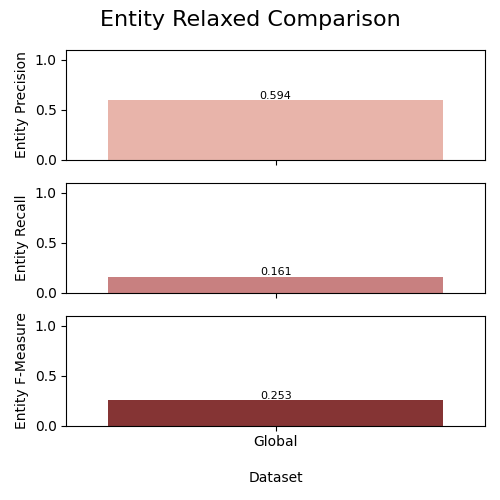 Entity Relaxed Comparison
Entity Precision
1.0
0.5
0.0
0.594
Entity Recall
1.0
0.5
0.0
0.161
Entity F-Measure
1.0
0.5
0.0
0.253
Global
Dataset